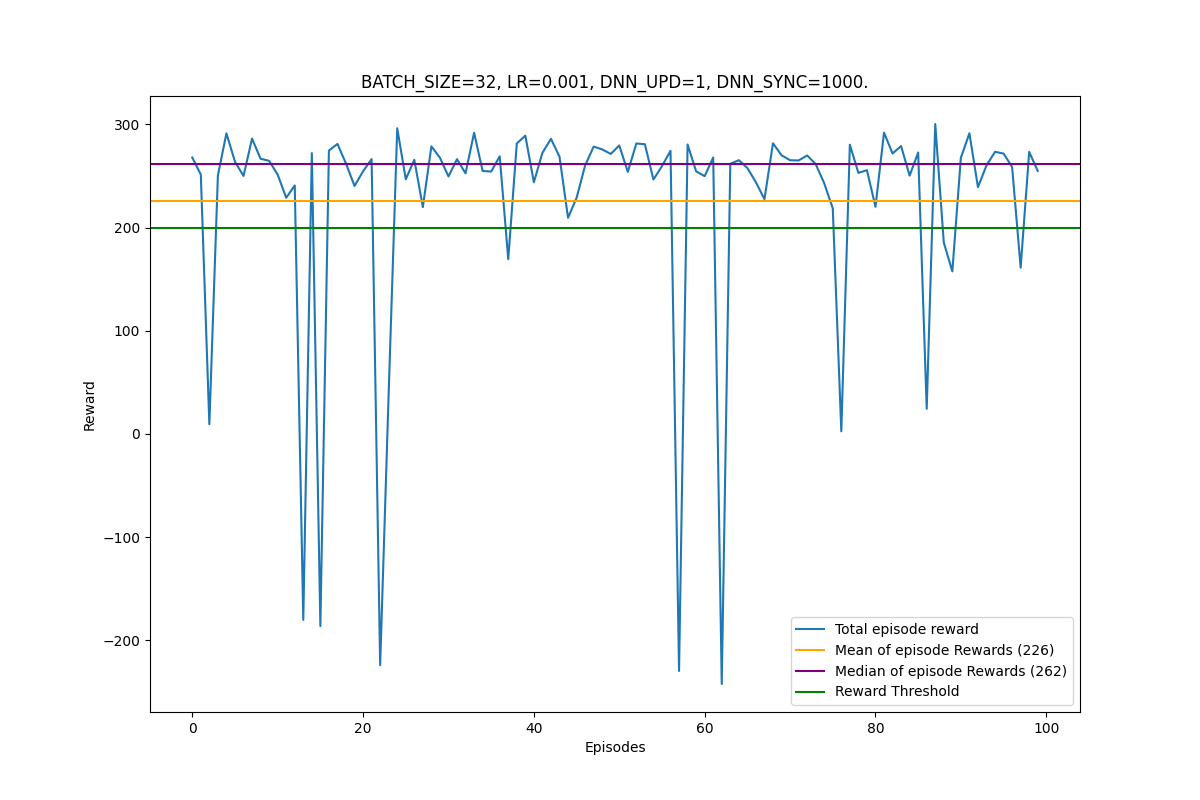 BATCH_SIZE=32, LR=0.001, DNN_UPD=1, DNN_SYNC=1000.
300
200
100
0
−100
−200
Reward
0 20 40 60 80 100
Episodes
Total episode reward
Mean of episode Rewards (226)
Median of episode Rewards (262)
Reward Threshold